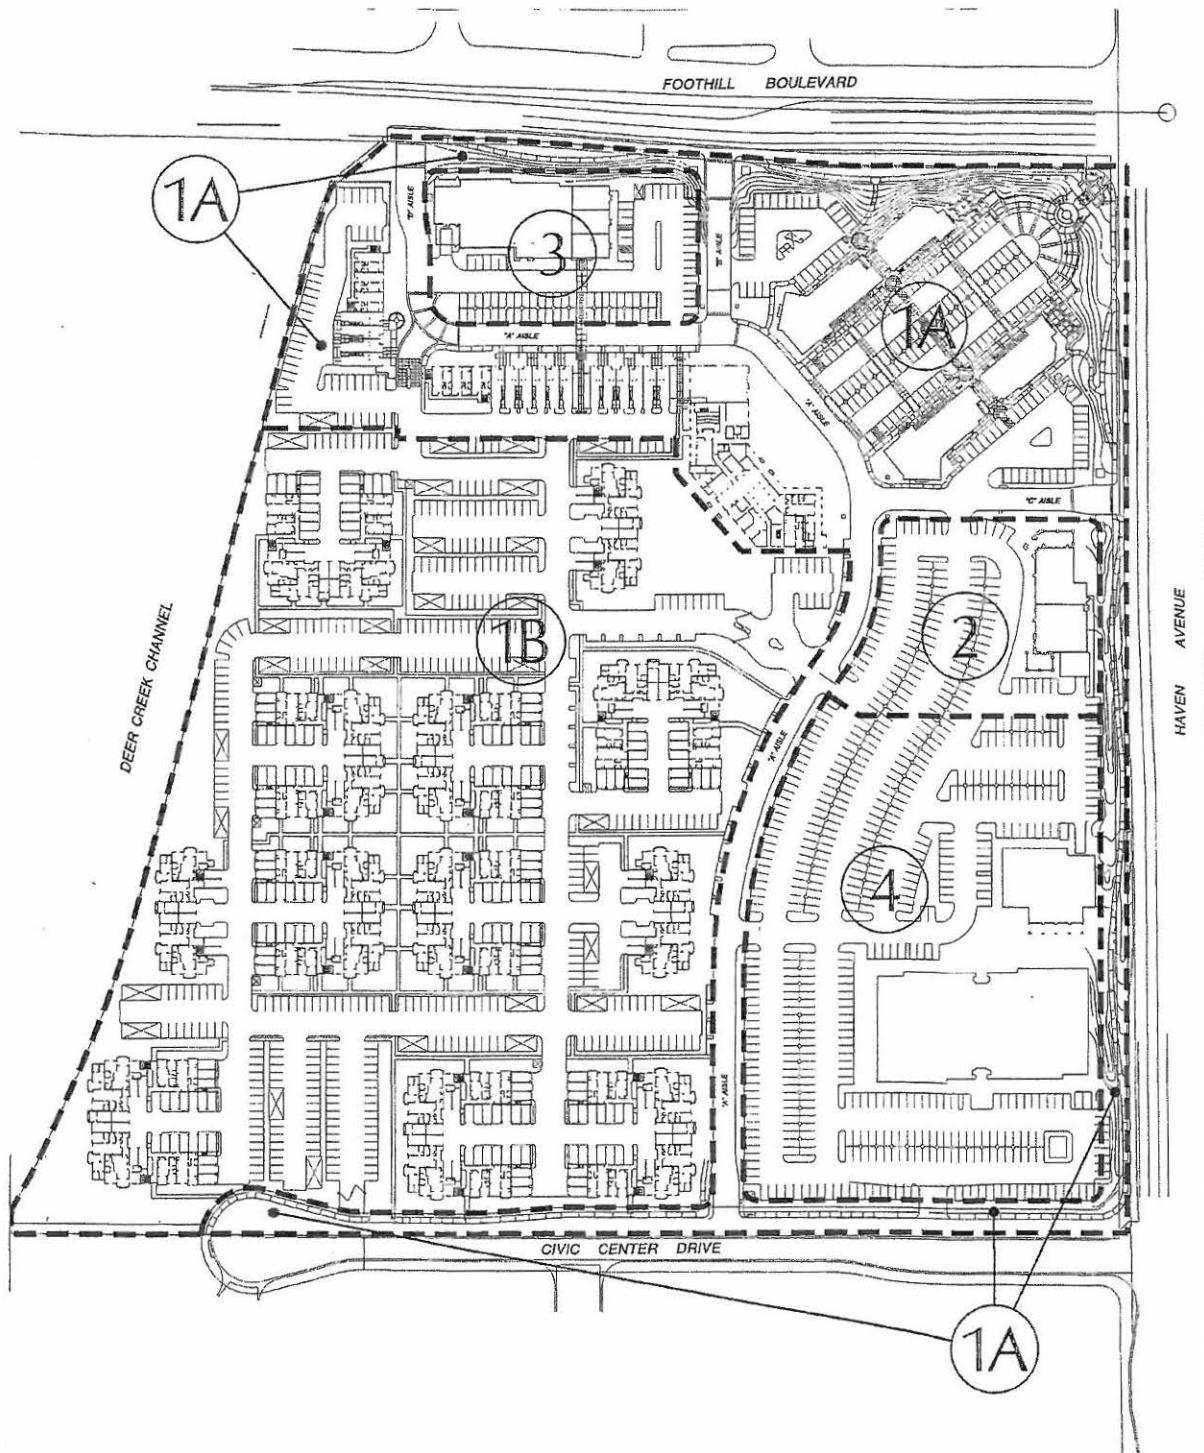 FOOTHILL BOULEVARD
1A
"D" AISLE
3
"B" AISLE
1A
"A" AISLE
"A" AISLE
"C" AISLE
DEER CREEK CHANNEL
1B
2
HAVEN AVENUE
"A" AISLE
4
"A" AISLE
CIVIC CENTER DRIVE
1A